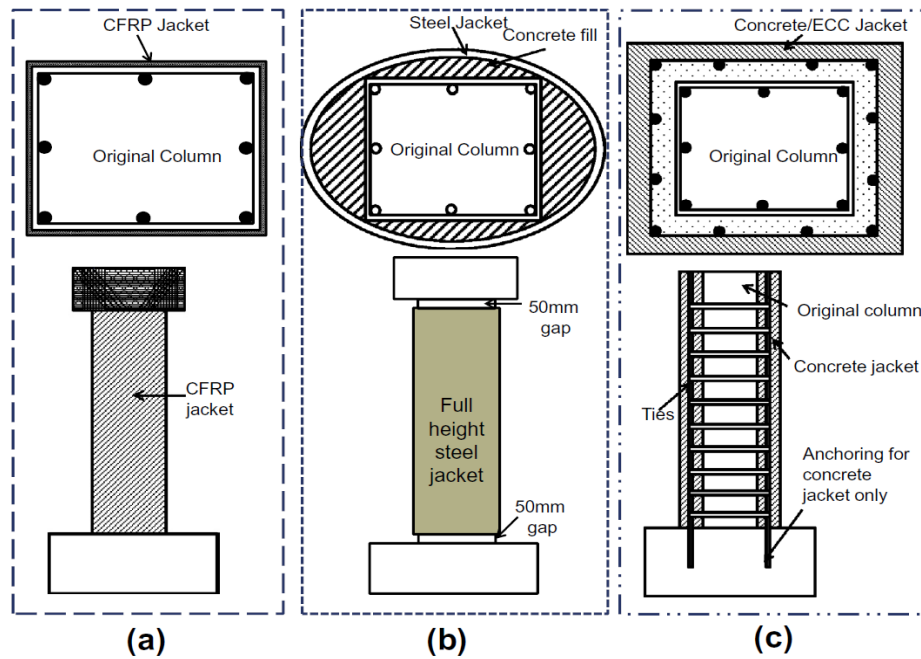 CFRP Jacket
Original Column
CFRP
jacket
(a)
Steel Jacket
Concrete fill
Original Column
50mm
gap
Full
height
steel
jacket
50mm
gap
(b)
Concrete/ECC Jacket
Original Column
Original column
Concrete jacket
Ties
Anchoring for
concrete
jacket only
(c)